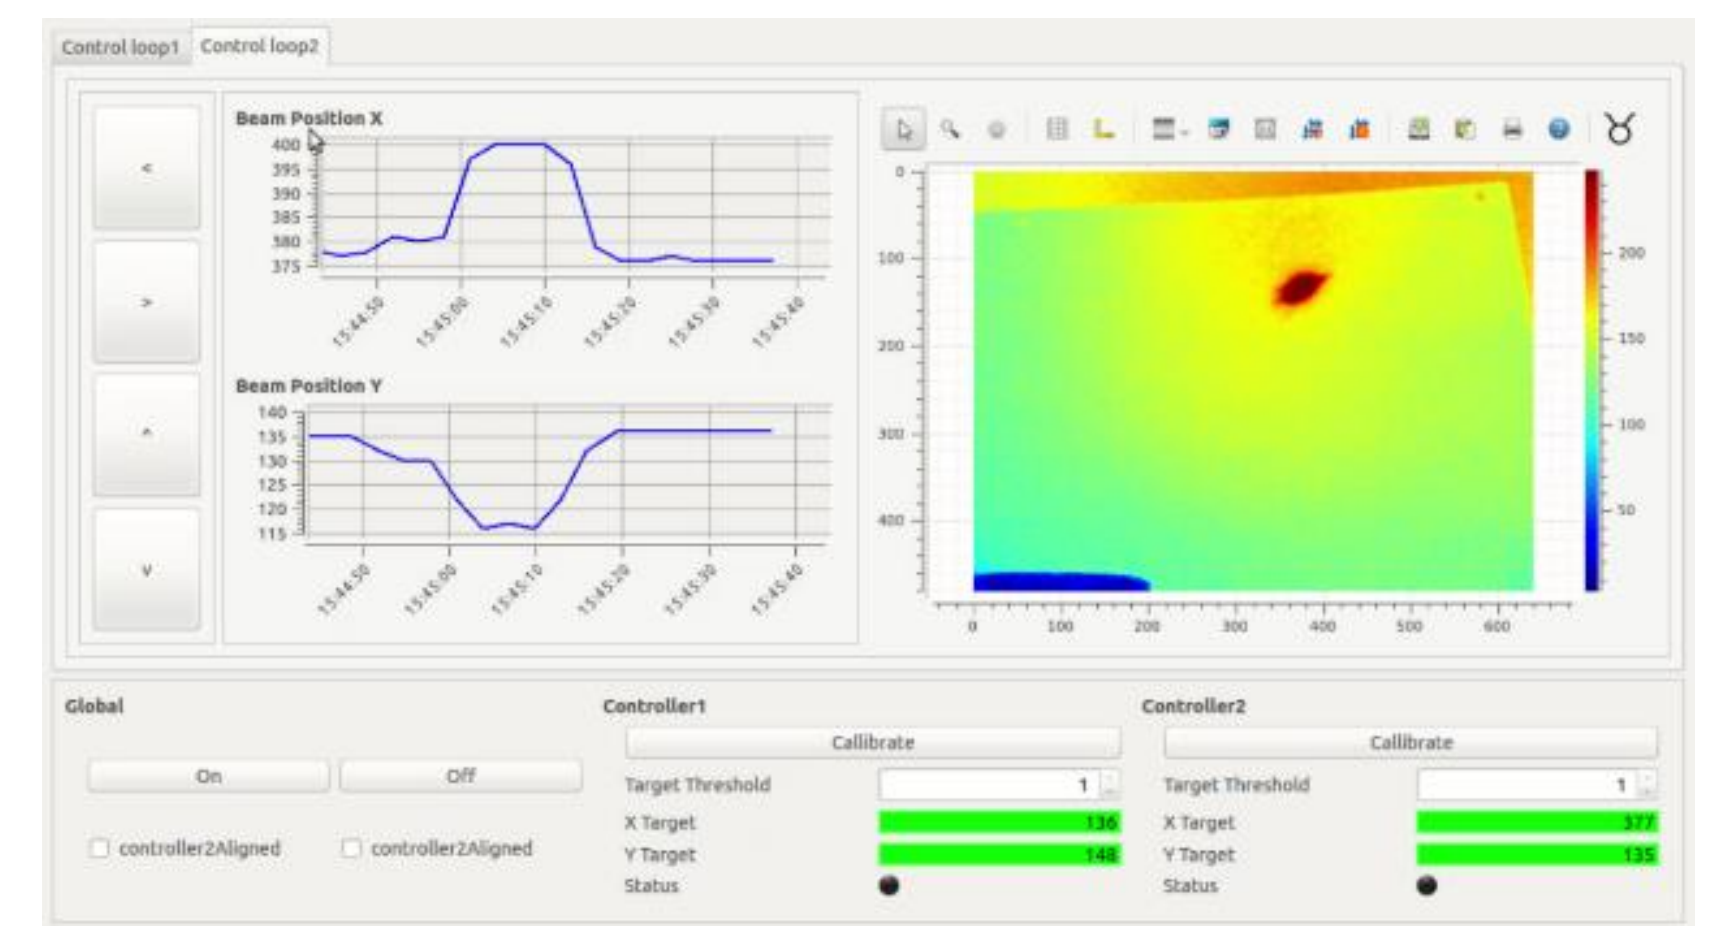 Control loop1 Control loop2
Beam Position X
400
395
390
385
380
375
15:44:50 15:45:00 15:45:10 15:45:20 15:45:30 15:45:40
Beam Position Y
140
135
130
125
120
115
15:44:50 15:45:00 15:45:10 15:45:20 15:45:30 15:45:40
<
>
^
v
0
100
200
300
400
0 100 200 300 400 500 600
200
150
100
50
Global
On Off
controller2Aligned controller2Aligned
Controller1
Callibrate
Target Threshold 1
X Target 136
Y Target 148
Status
Controller2
Callibrate
Target Threshold 1
X Target 377
Y Target 135
Status